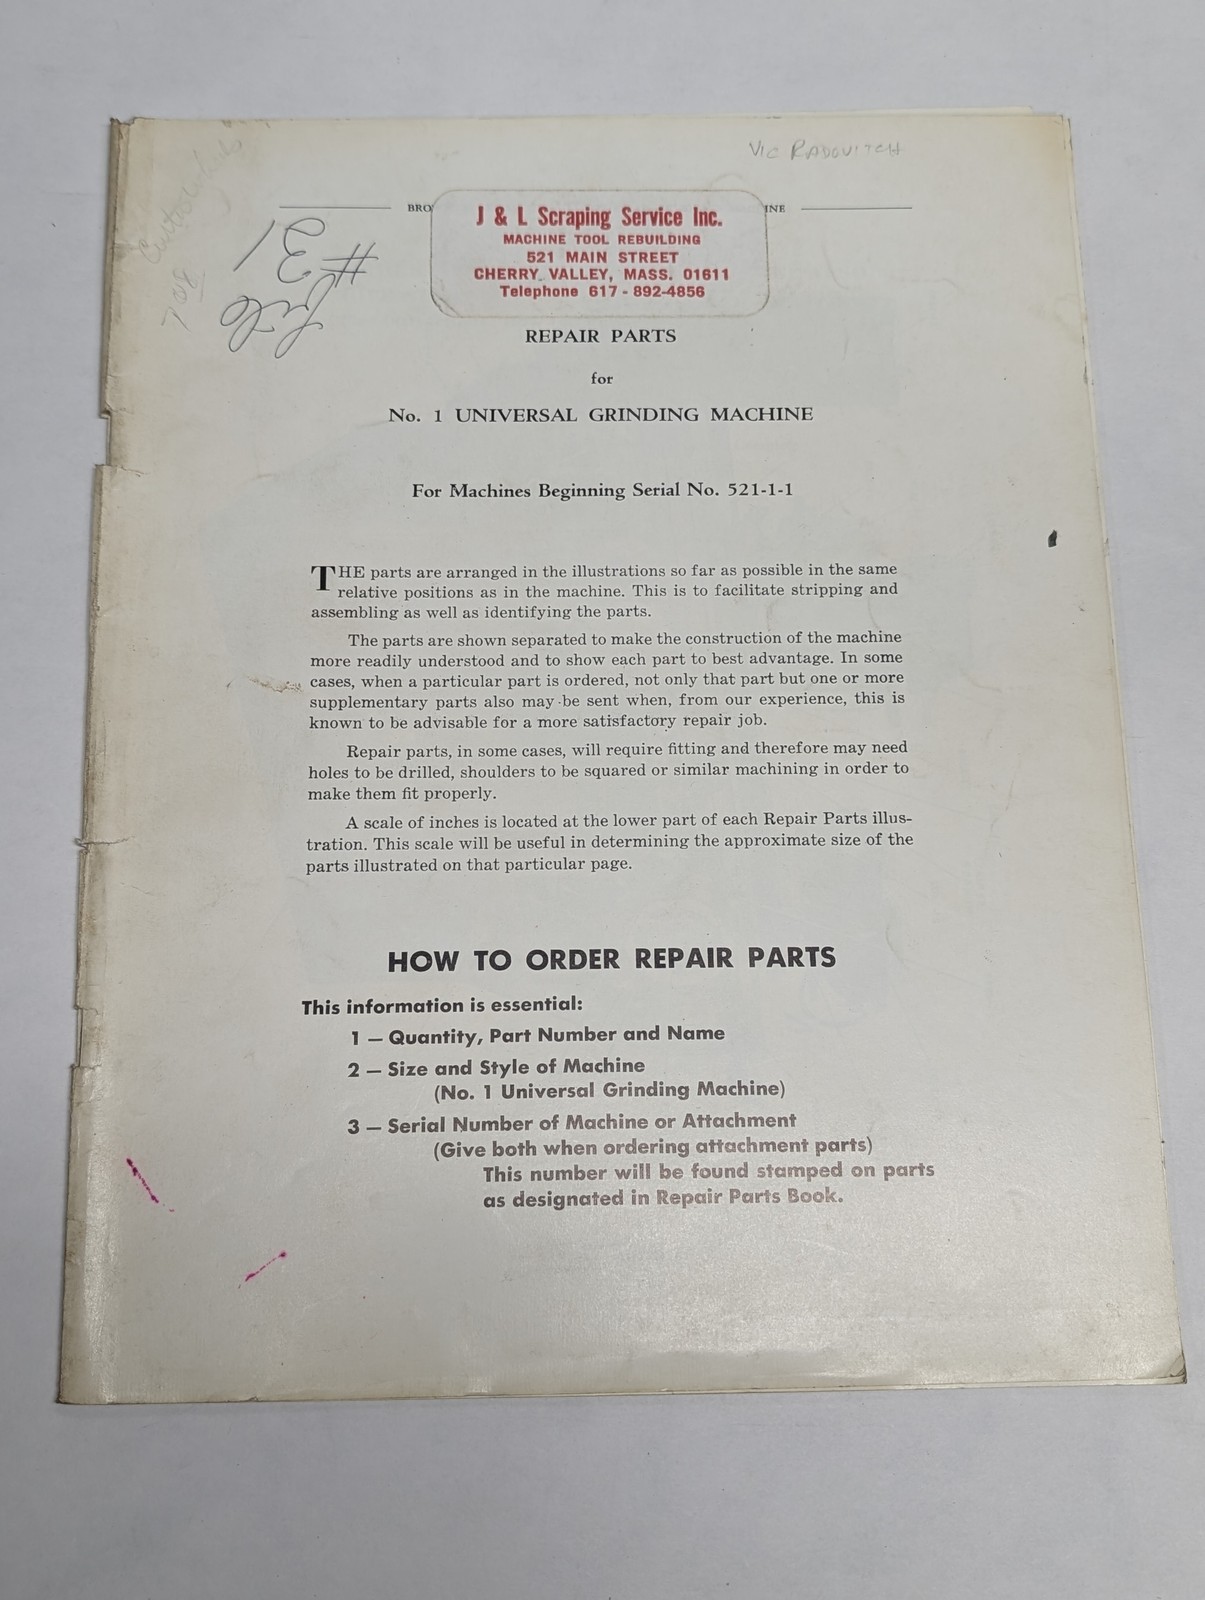 Vic Radovitch
BRO
INE
J & L Scraping Service Inc.
MACHINE TOOL REBUILDING
521 MAIN STREET
CHERRY VALLEY, MASS. 01611
Telephone 617 - 892-4856
#31
708
REPAIR PARTS
for
No. 1 UNIVERSAL GRINDING MACHINE
For Machines Beginning Serial No. 521-1-1
THE parts are arranged in the illustrations so far as possible in the same
relative positions as in the machine. This is to facilitate stripping and
assembling as well as identifying the parts.
The parts are shown separated to make the construction of the machine
more readily understood and to show each part to best advantage. In some
cases, when a particular part is ordered, not only that part but one or more
supplementary parts also may be sent when, from our experience, this is
known to be advisable for a more satisfactory repair job.
Repair parts, in some cases, will require fitting and therefore may need
holes to be drilled, shoulders to be squared or similar machining in order to
make them fit properly.
A scale of inches is located at the lower part of each Repair Parts illus-
tration. This scale will be useful in determining the approximate size of the
parts illustrated on that particular page.
HOW TO ORDER REPAIR PARTS
This information is essential:
1 — Quantity, Part Number and Name
2 — Size and Style of Machine
(No. 1 Universal Grinding Machine)
3 — Serial Number of Machine or Attachment
(Give both when ordering attachment parts)
This number will be found stamped on parts
as designated in Repair Parts Book.